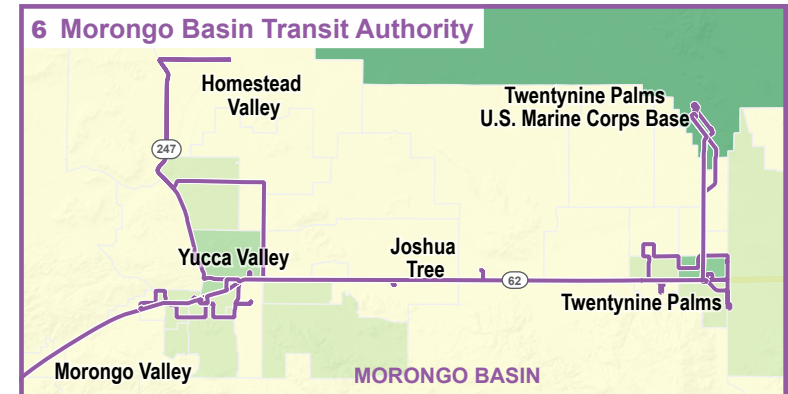 6 Morongo Basin Transit Authority
Homestead
Valley
Twentynine Palms
U.S. Marine Corps Base
247
Yucca Valley
Joshua
Tree
62
Twentynine Palms
Morongo Valley
MORONGO BASIN